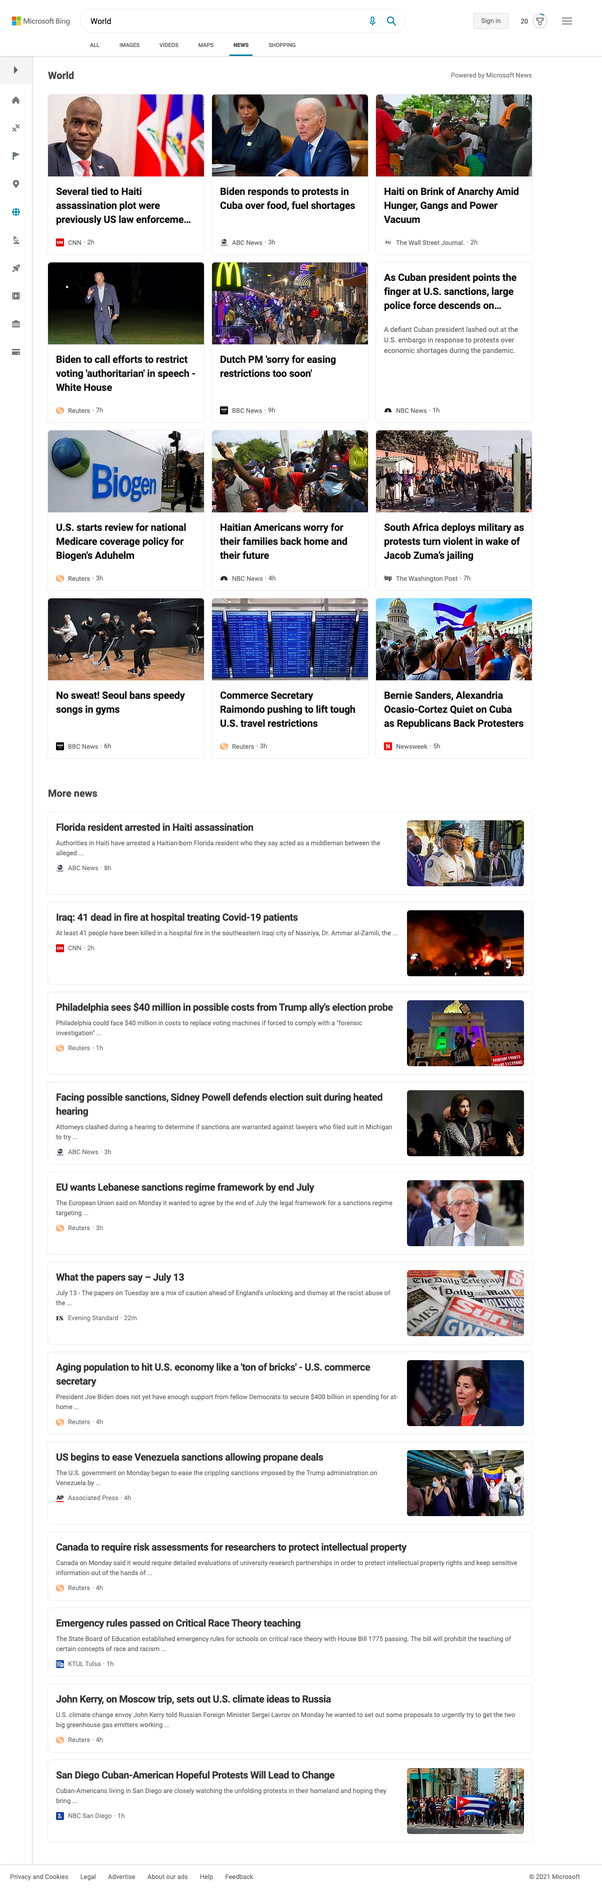 Microsoft Bing
World
Sign in
20
ALL
IMAGES
VIDEOS
MAPS
NEWS
SHOPPING
World
Powered by Microsoft News
Several tied to Haiti
assassination plot were
previously US law enforceme...
CNN · 2h
Biden responds to protests in
Cuba over food, fuel shortages
ABC News · 3h
Haiti on Brink of Anarchy Amid
Hunger, Gangs and Power
Vacuum
The Wall Street Journal. · 2h
Biden to call efforts to restrict
voting 'authoritarian' in speech -
White House
Reuters · 7h
Dutch PM 'sorry for easing
restrictions too soon'
BBC News · 9h
As Cuban president points the
finger at U.S. sanctions, large
police force descends on...
A defiant Cuban president lashed out at the
U.S. embargo in response to protests over
economic shortages during the pandemic.
NBC News · 1h
Biogen
U.S. starts review for national
Medicare coverage policy for
Biogen's Aduhelm
Reuters · 3h
Haitian Americans worry for
their families back home and
their future
NBC News · 4h
South Africa deploys military as
protests turn violent in wake of
Jacob Zuma's jailing
The Washington Post · 7h
No sweat! Seoul bans speedy
songs in gyms
BBC News · 6h
Commerce Secretary
Raimondo pushing to lift tough
U.S. travel restrictions
Reuters · 3h
Bernie Sanders, Alexandria
Ocasio-Cortez Quiet on Cuba
as Republicans Back Protesters
Newsweek · 5h
More news
Florida resident arrested in Haiti assassination
Authorities in Haiti have arrested a Haitian-born Florida resident who they say acted as a middleman between the
alleged ...
ABC News · 8h
Iraq: 41 dead in fire at hospital treating Covid-19 patients
At least 41 people have been killed in a hospital fire in the southeastern Iraqi city of Nasiriya, Dr. Ammar al-Zamili, the ...
CNN · 2h
Philadelphia sees $40 million in possible costs from Trump ally's election probe
Philadelphia could face $40 million in costs to replace voting machines if forced to comply with a "forensic
investigation" ...
Reuters · 1h
Facing possible sanctions, Sidney Powell defends election suit during heated
hearing
Attorneys clashed during a hearing to determine if sanctions are warranted against lawyers who filed suit in Michigan
to try ...
ABC News · 3h
EU wants Lebanese sanctions regime framework by end July
The European Union said on Monday it wanted to agree by the end of July the legal framework for a sanctions regime
targeting ...
Reuters · 3h
What the papers say – July 13
July 13 - The papers on Tuesday are a mix of caution ahead of England's unlocking and dismay at the racist abuse of
the ...
Evening Standard · 22m
The Daily Telegraph
Daily Mail
TIMES
Sun
Aging population to hit U.S. economy like a 'ton of bricks' - U.S. commerce
secretary
President Joe Biden does not yet have enough support from fellow Democrats to secure $400 billion in spending for at-
home ...
Reuters · 4h
US begins to ease Venezuela sanctions allowing propane deals
The U.S. government on Monday began to ease the crippling sanctions imposed by the Trump administration on
Venezuela by ...
AP Associated Press · 4h
Canada to require risk assessments for researchers to protect intellectual property
Canada on Monday said it would require detailed evaluations of university research partnerships in order to protect intellectual property rights and keep sensitive
information out of the hands of ...
Reuters · 4h
Emergency rules passed on Critical Race Theory teaching
The State Board of Education established emergency rules for schools on critical race theory with House Bill 1775 passing. The bill will prohibit the teaching of
certain concepts of race and racism ...
KTUL Tulsa · 1h
John Kerry, on Moscow trip, sets out U.S. climate ideas to Russia
U.S. climate change envoy John Kerry told Russian Foreign Minister Sergei Lavrov on Monday he wanted to set out some proposals to urgently try to get the two
big greenhouse gas emitters working ...
Reuters · 4h
San Diego Cuban-American Hopeful Protests Will Lead to Change
Cuban-Americans living in San Diego are closely watching the unfolding protests in their homeland and hoping they
bring ...
NBC San Diego · 1h
Privacy and Cookies
Legal
Advertise
About our ads
Help
Feedback
© 2021 Microsoft